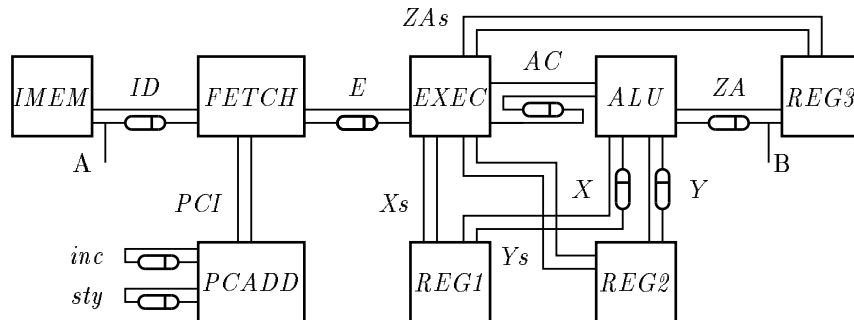 ZAs
ID E AC ZA
IMEM FETCH EXEC ALU REG3
A B
PCI Xs X Y
inc Ys
PCADD REG1 REG2
sty